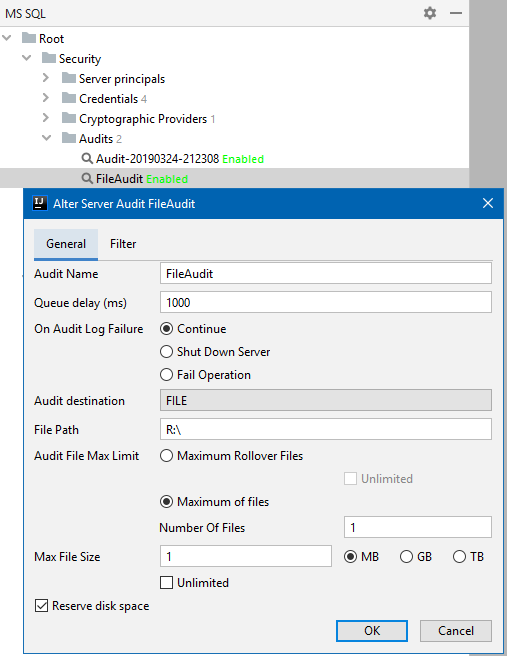 MS SQL
Root
Security
Server principals
Credentials 4
Cryptographic Providers 1
Audits 2
Audit-20190324-212308 Enabled
FileAudit Enabled
IJ Alter Server Audit FileAudit
General Filter
Audit Name FileAudit
Queue delay (ms) 1000
On Audit Log Failure Continue
Shut Down Server
Fail Operation
Audit destination FILE
File Path R:\
Audit File Max Limit Maximum Rollover Files
Unlimited
Maximum of files
Number Of Files 1
Max File Size 1 MB GB TB
Unlimited
Reserve disk space
OK Cancel